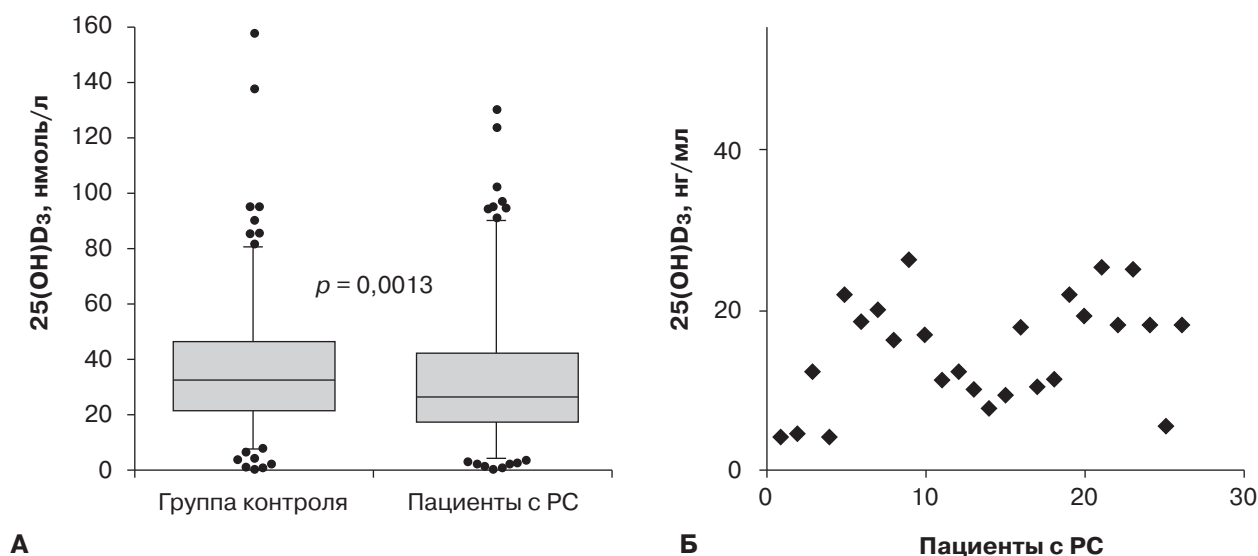 25(OH)D3, нмоль/л
160
140
120
100
80
60
40
20
0
p = 0,0013
Группа контроля
Пациенты с РС
А
25(OH)D3, нг/мл
40
20
0
0
10
20
30
Пациенты с РС
Б